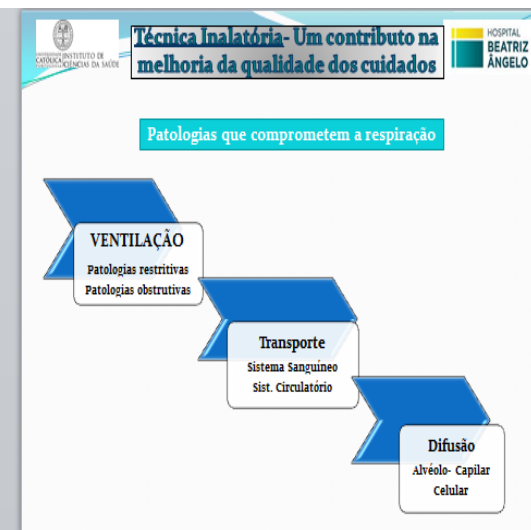 Técnica Inalatória- Um contributo na
melhoria da qualidade dos cuidados
CATÓLICA INSTITUTO DE
CIÊNCIAS DA SAÚDE
HOSPITAL
BEATRIZ
ÂNGELO
Patologias que comprometem a respiração
VENTILAÇÃO
Patologias restritivas
Patologias obstrutivas
Transporte
Sistema Sanguíneo
Sist. Circulatório
Difusão
Alvéolo- Capilar
Celular